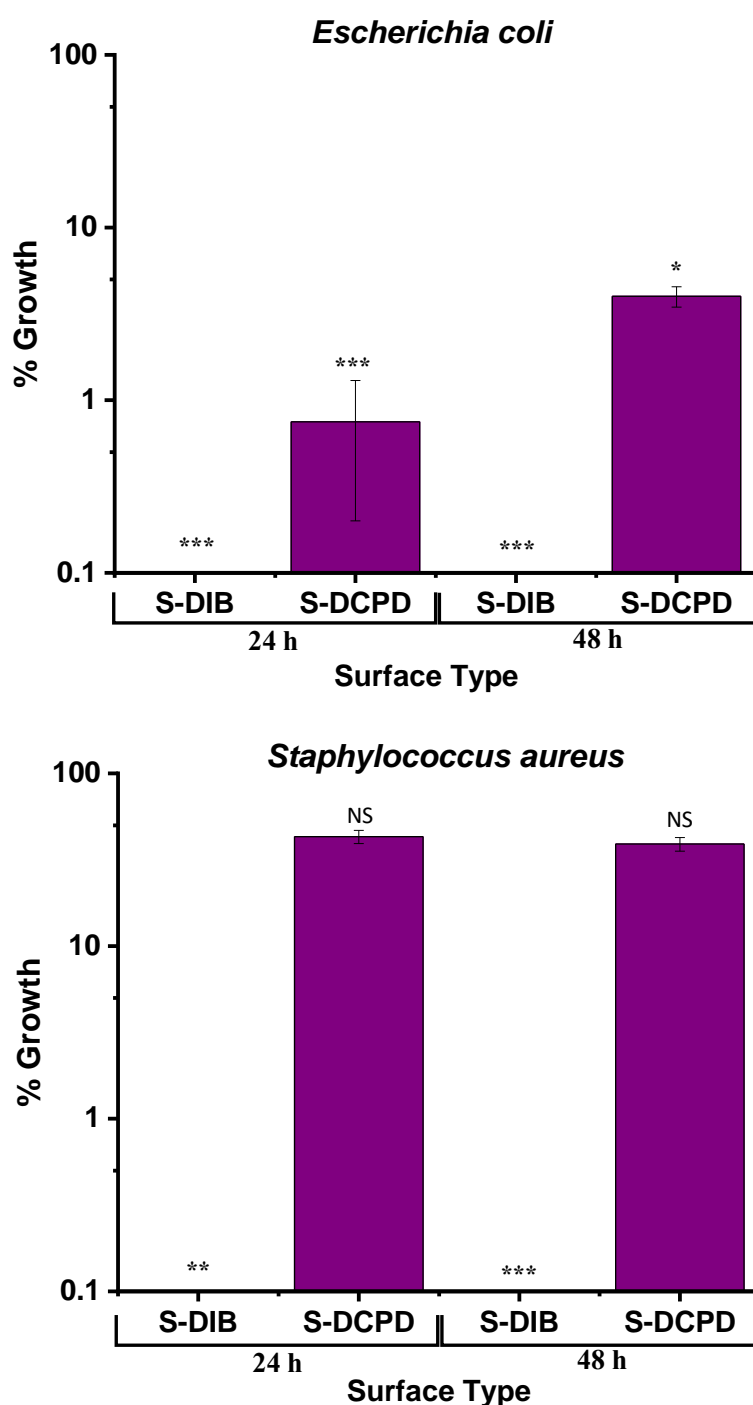 Escherichia coli
100
10
1
0.1
% Growth
***
***
***
*
S-DIB S-DCPD S-DIB S-DCPD
24 h 48 h
Surface Type
Staphylococcus aureus
100
10
1
0.1
% Growth
**
NS
***
NS
S-DIB S-DCPD S-DIB S-DCPD
24 h 48 h
Surface Type